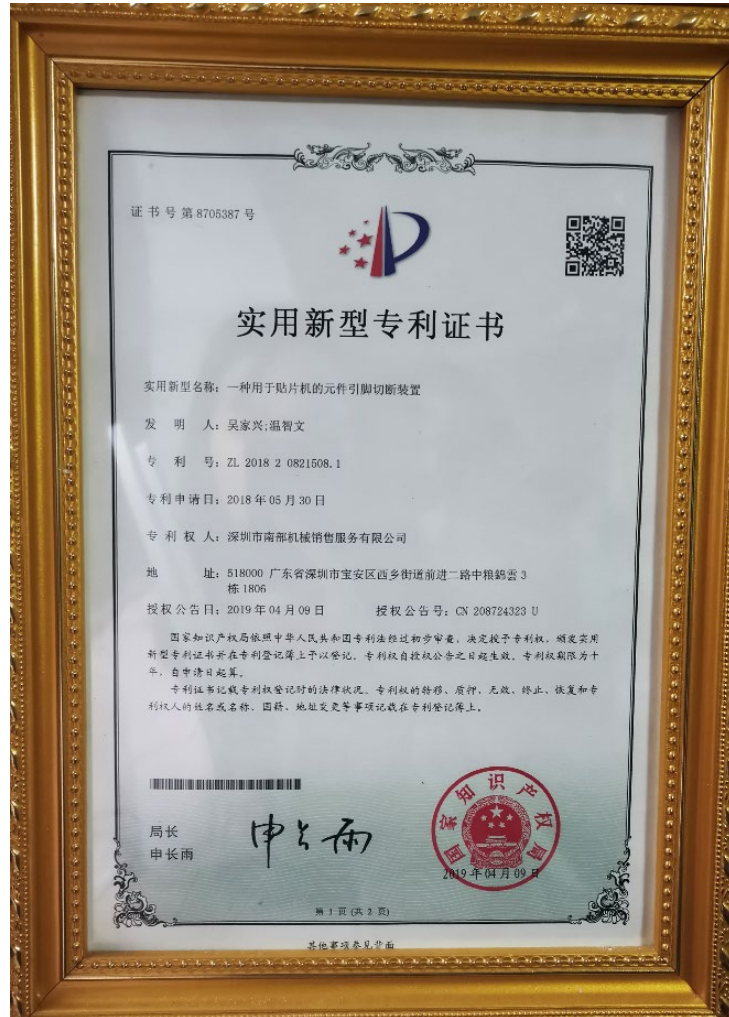 证书号第8705387号
实用新型专利证书
实用新型名称：一种用于贴片机的元件引脚切断装置
发明人：吴家兴;温智文
专利号：ZL 2018 2 0821508.1
专利申请日：2018年05月30日
专利权人：深圳市南部机械销售服务有限公司
地址：518000 广东省深圳市宝安区西乡街道前进二路中粮錦雲3
栋1806
授权公告日：2019年04月09日 授权公告号：CN 208724323 U
国家知识产权局依照中华人民共和国专利法经过初步审查，决定授予专利权，颁发实用
新型专利证书并在专利登记簿上予以登记。专利权自授权公告之日起生效。专利权期限为十
年，自申请日起算。
专利证书记载专利权登记时的法律状况。专利权的转移、质押、无效、终止、恢复和专
利权人的姓名或名称、国籍、地址变更等事项记载在专利登记簿上。
局长
申长雨
申长雨
国家知识产权局
2019年04月09日
第1页(共2页)
其他事项参见背面